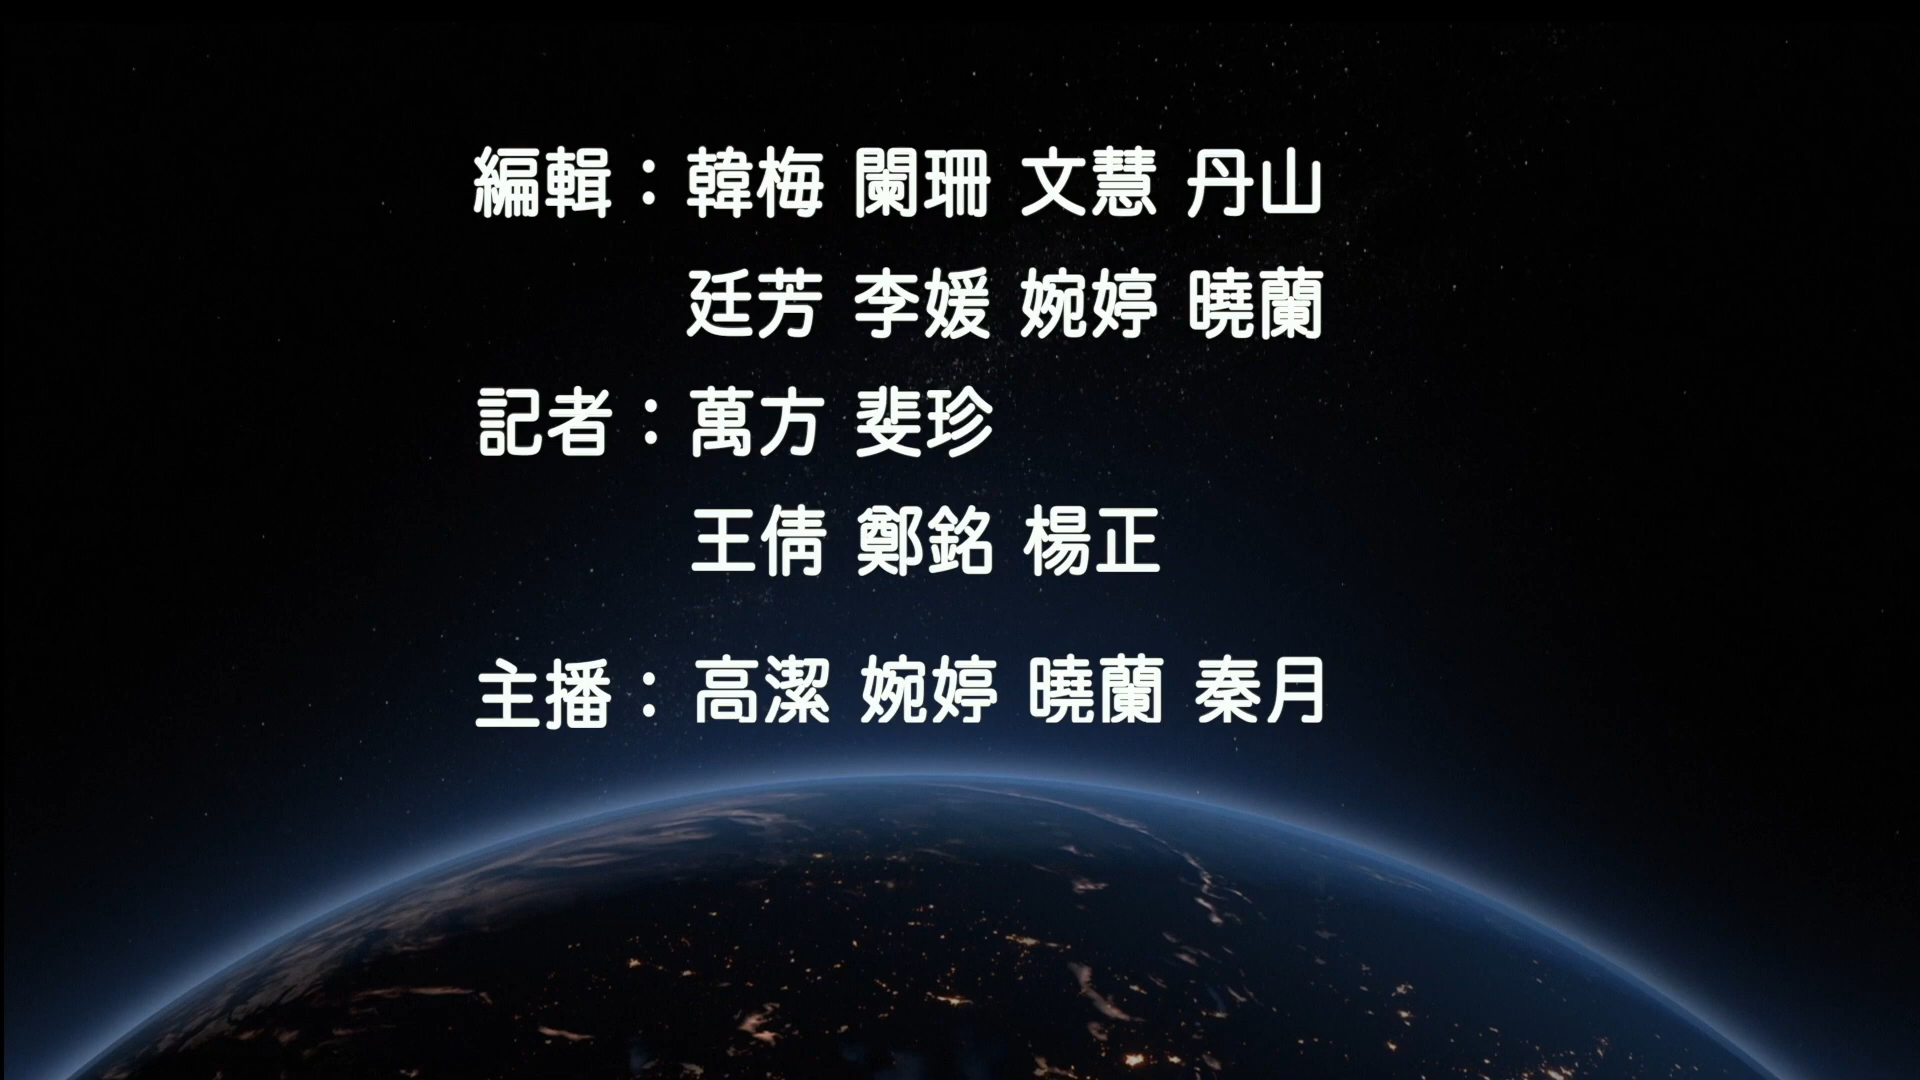 編輯：韓梅 闌珊 文慧 丹山
廷芳 李媛 婉婷 曉蘭
記者：萬方 斐珍
王倩 鄭銘 楊正
主播：高潔 婉婷 曉蘭 秦月